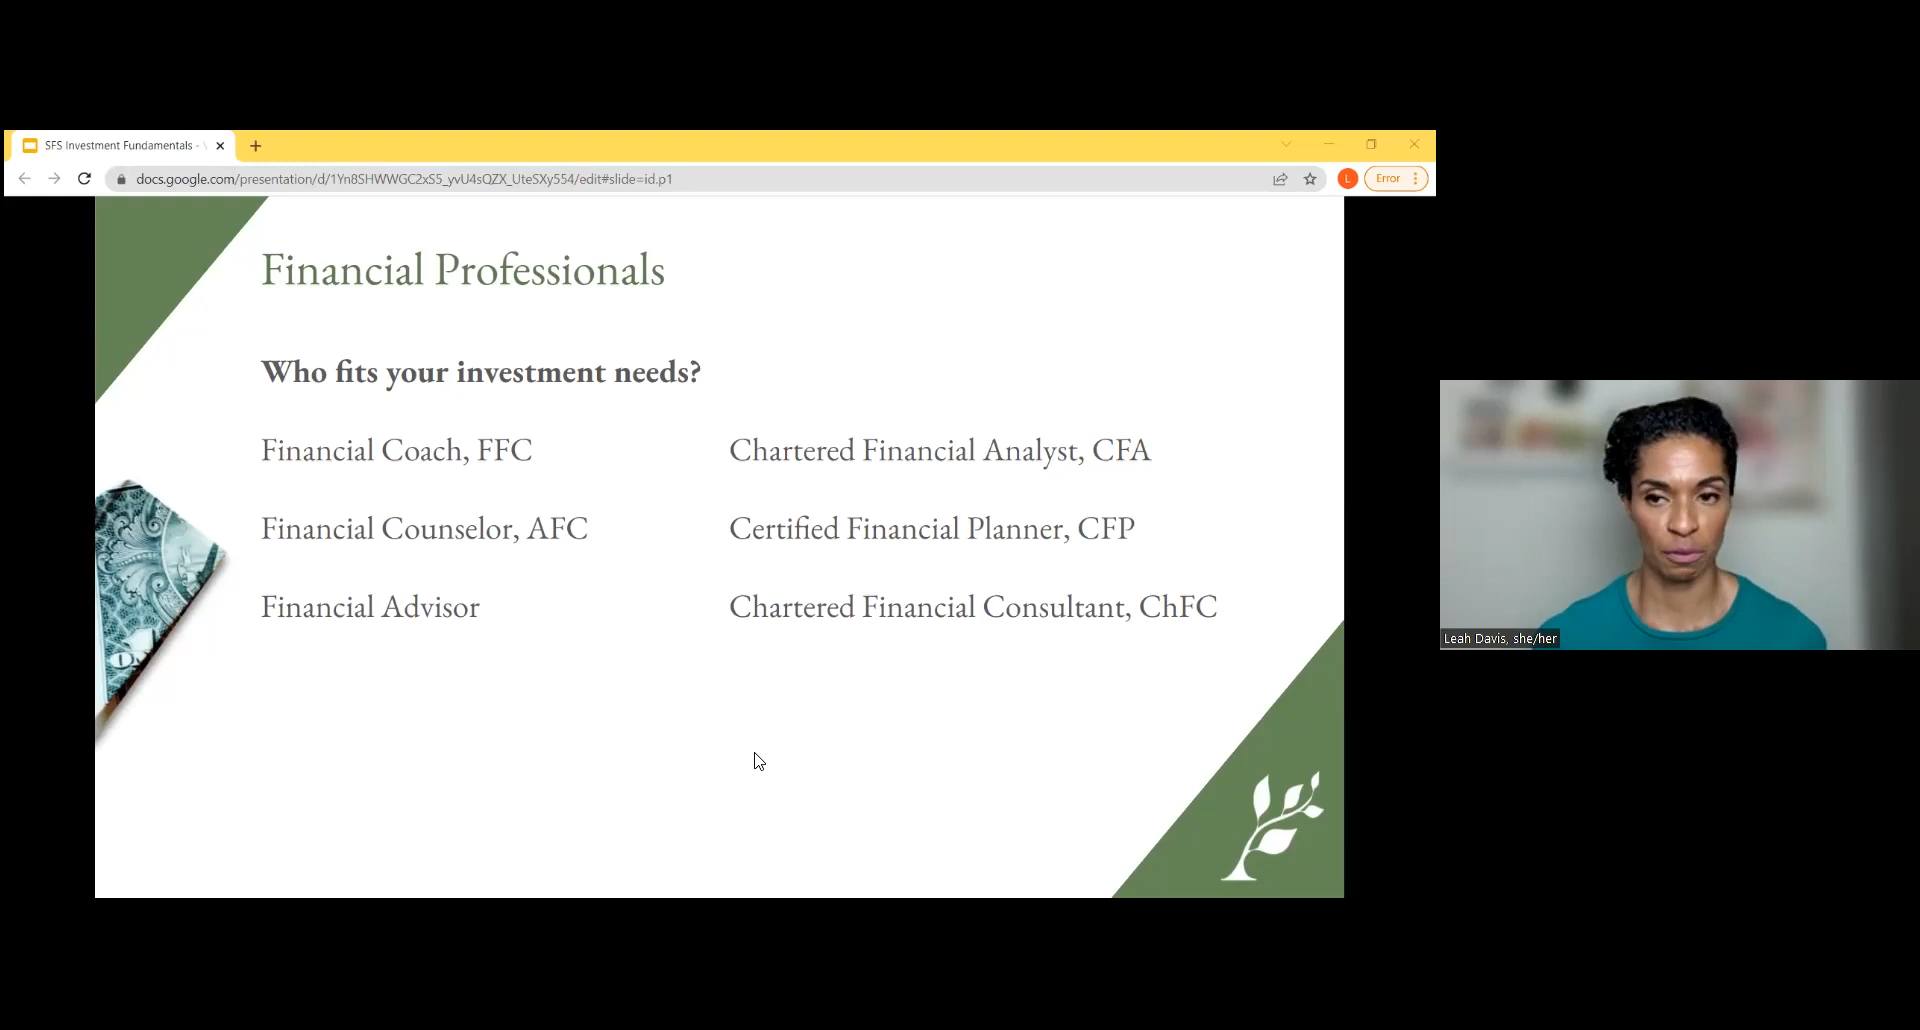 SFS Investment Fundamentals -
docs.google.com/presentation/d/1Yn8SHWWGC2xS5_yvU4sQZX_UteSXy554/edit#slide=id.p1
L
Error
Financial Professionals
Who fits your investment needs?
Financial Coach, FFC
Chartered Financial Analyst, CFA
Financial Counselor, AFC
Certified Financial Planner, CFP
Financial Advisor
Chartered Financial Consultant, ChFC
Leah Davis, she/her